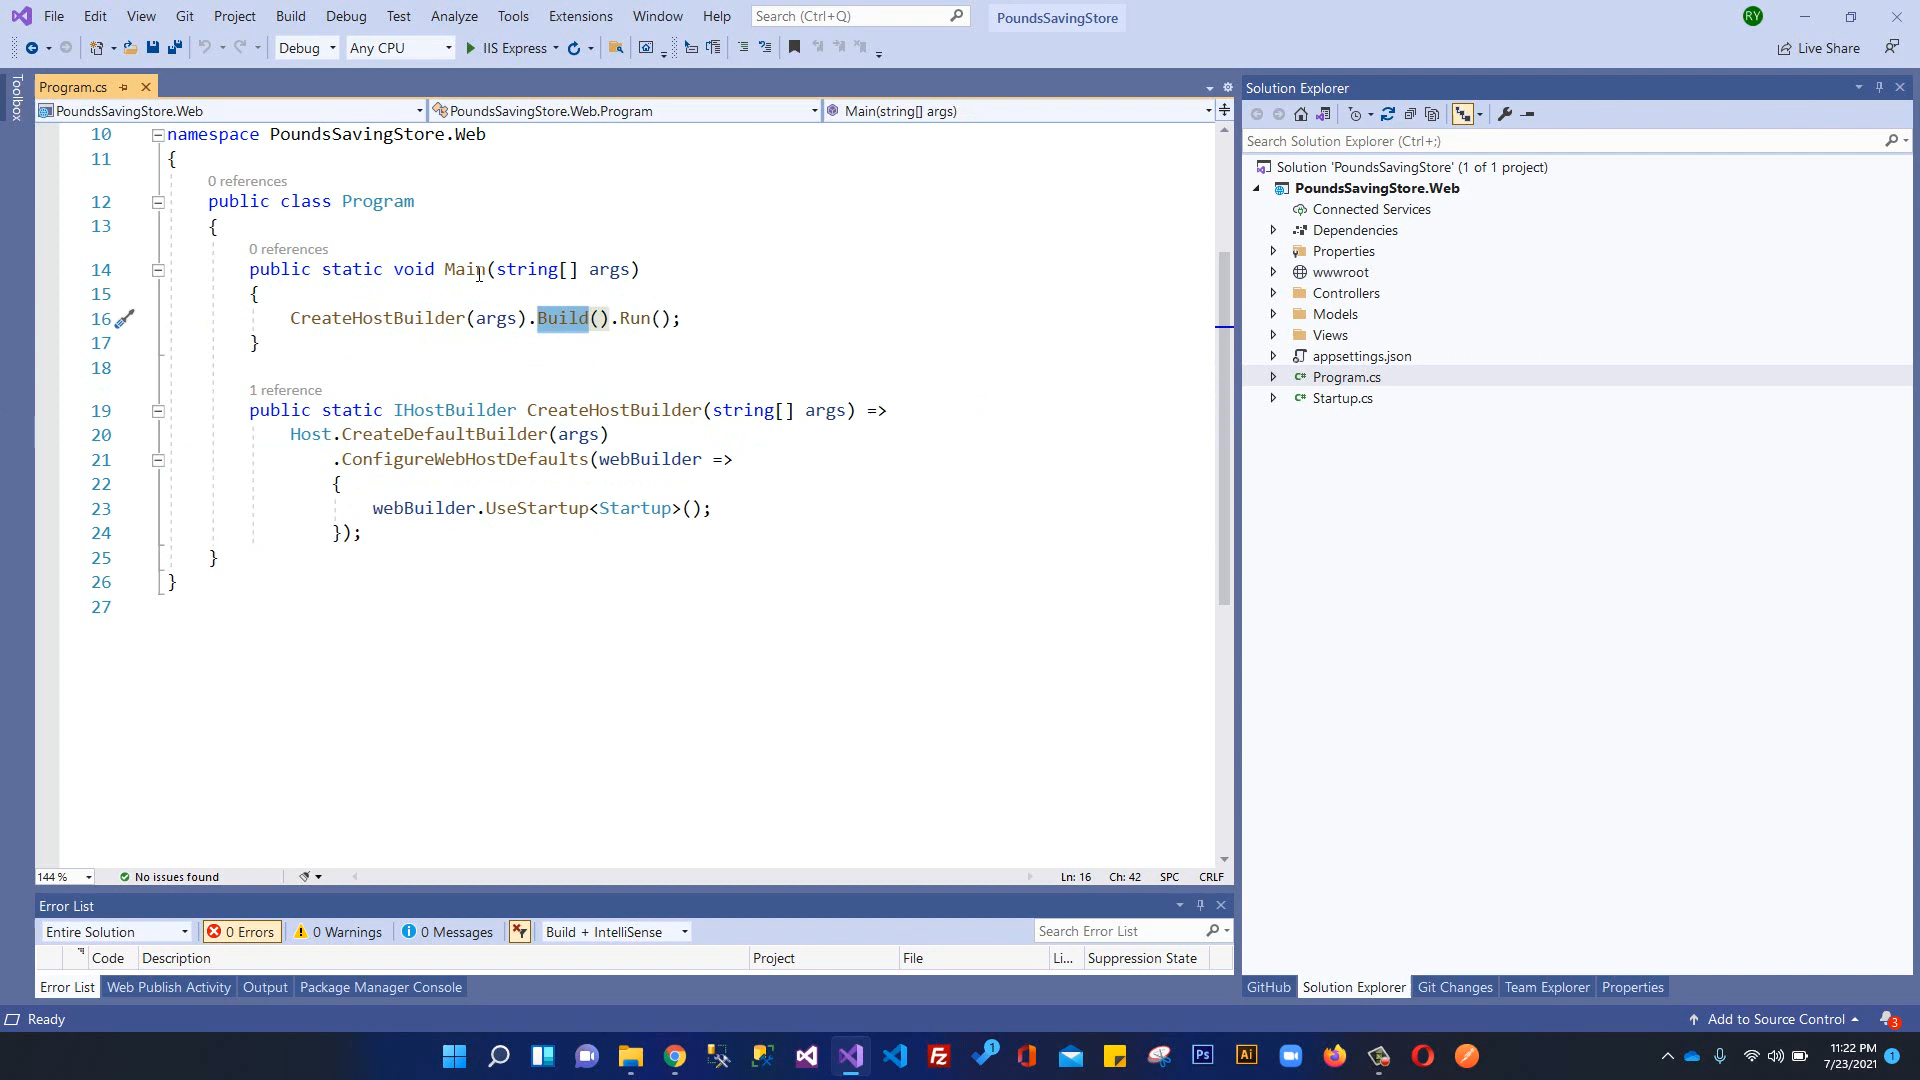 File Edit View Git Project Build Debug Test Analyze Tools Extensions Window Help Search (Ctrl+Q) PoundsSavingStore RY
Debug Any CPU IIS Express Live Share
Toolbox
Program.cs
PoundsSavingStore.Web PoundsSavingStore.Web.Program Main(string[] args)
10 namespace PoundsSavingStore.Web
11 {
0 references
12 public class Program
13 {
0 references
14 public static void Main(string[] args)
15 {
16 CreateHostBuilder(args).Build().Run();
17 }
18
1 reference
19 public static IHostBuilder CreateHostBuilder(string[] args) =>
20 Host.CreateDefaultBuilder(args)
21 .ConfigureWebHostDefaults(webBuilder =>
22 {
23 webBuilder.UseStartup<Startup>();
24 });
25 }
26 }
27
144 % No issues found Ln: 16 Ch: 42 SPC CRLF
Error List
Entire Solution 0 Errors 0 Warnings 0 Messages Build + IntelliSense Search Error List
Code Description Project File Li... Suppression State
Error List Web Publish Activity Output Package Manager Console
Solution Explorer
Search Solution Explorer (Ctrl+;)
Solution 'PoundsSavingStore' (1 of 1 project)
PoundsSavingStore.Web
Connected Services
Dependencies
Properties
wwwroot
Controllers
Models
Views
appsettings.json
C# Program.cs
C# Startup.cs
GitHub Solution Explorer Git Changes Team Explorer Properties
Ready Add to Source Control 3
1 Ps Ai 11:22 PM 1
7/23/2021